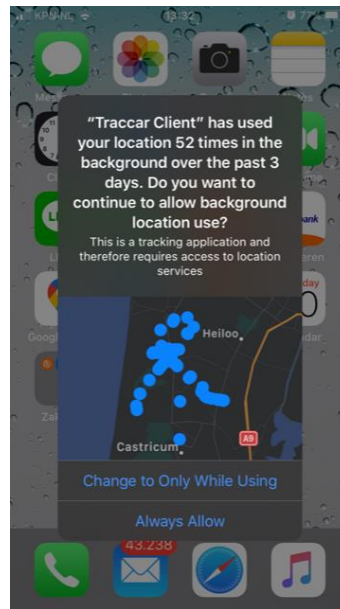 KPN NL
13:32
77%
“Traccar Client” has used
your location 52 times in the
background over the past 3
days. Do you want to
continue to allow background
location use?
This is a tracking application and
therefore requires access to location
services
Heiloo
A9
Castricum
Change to Only While Using
Always Allow
43.238